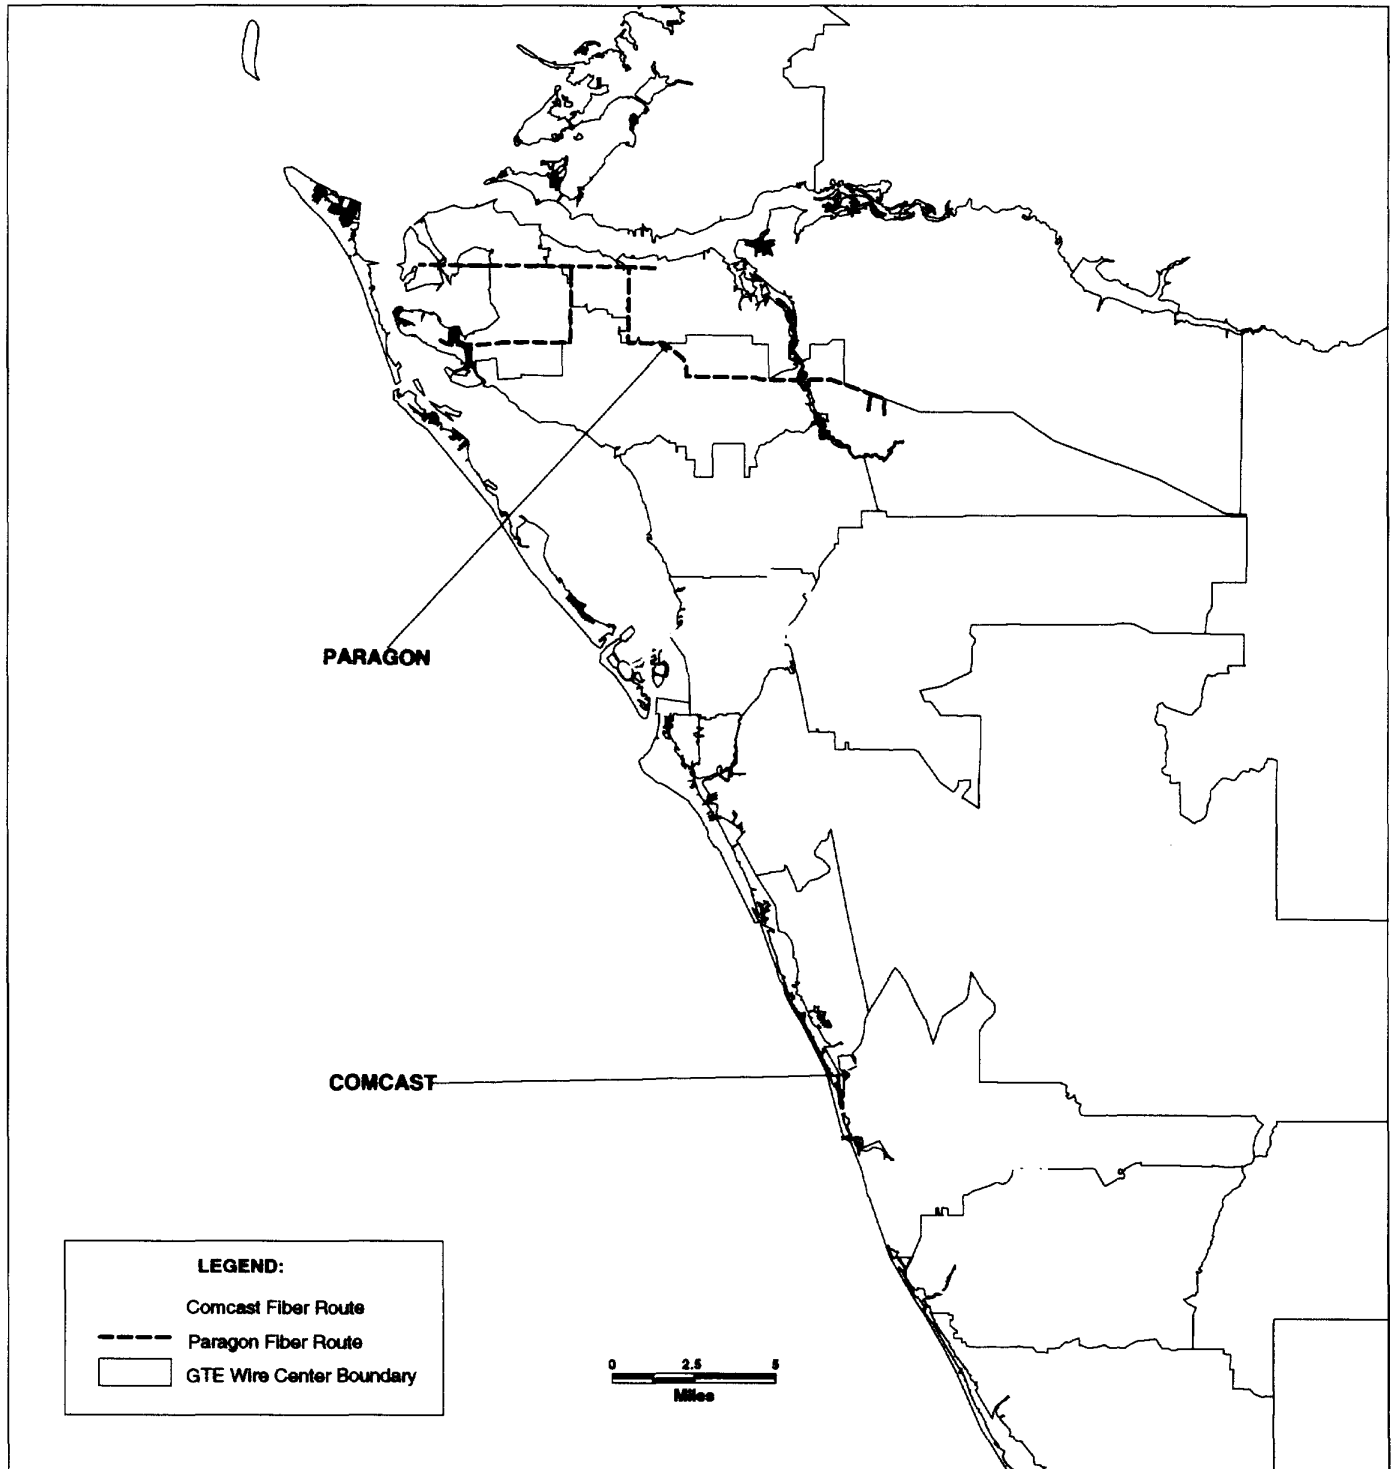 PARAGON
COMCAST
LEGEND:
Comcast Fiber Route
Paragon Fiber Route
GTE Wire Center Boundary
0 2.5 5
Miles